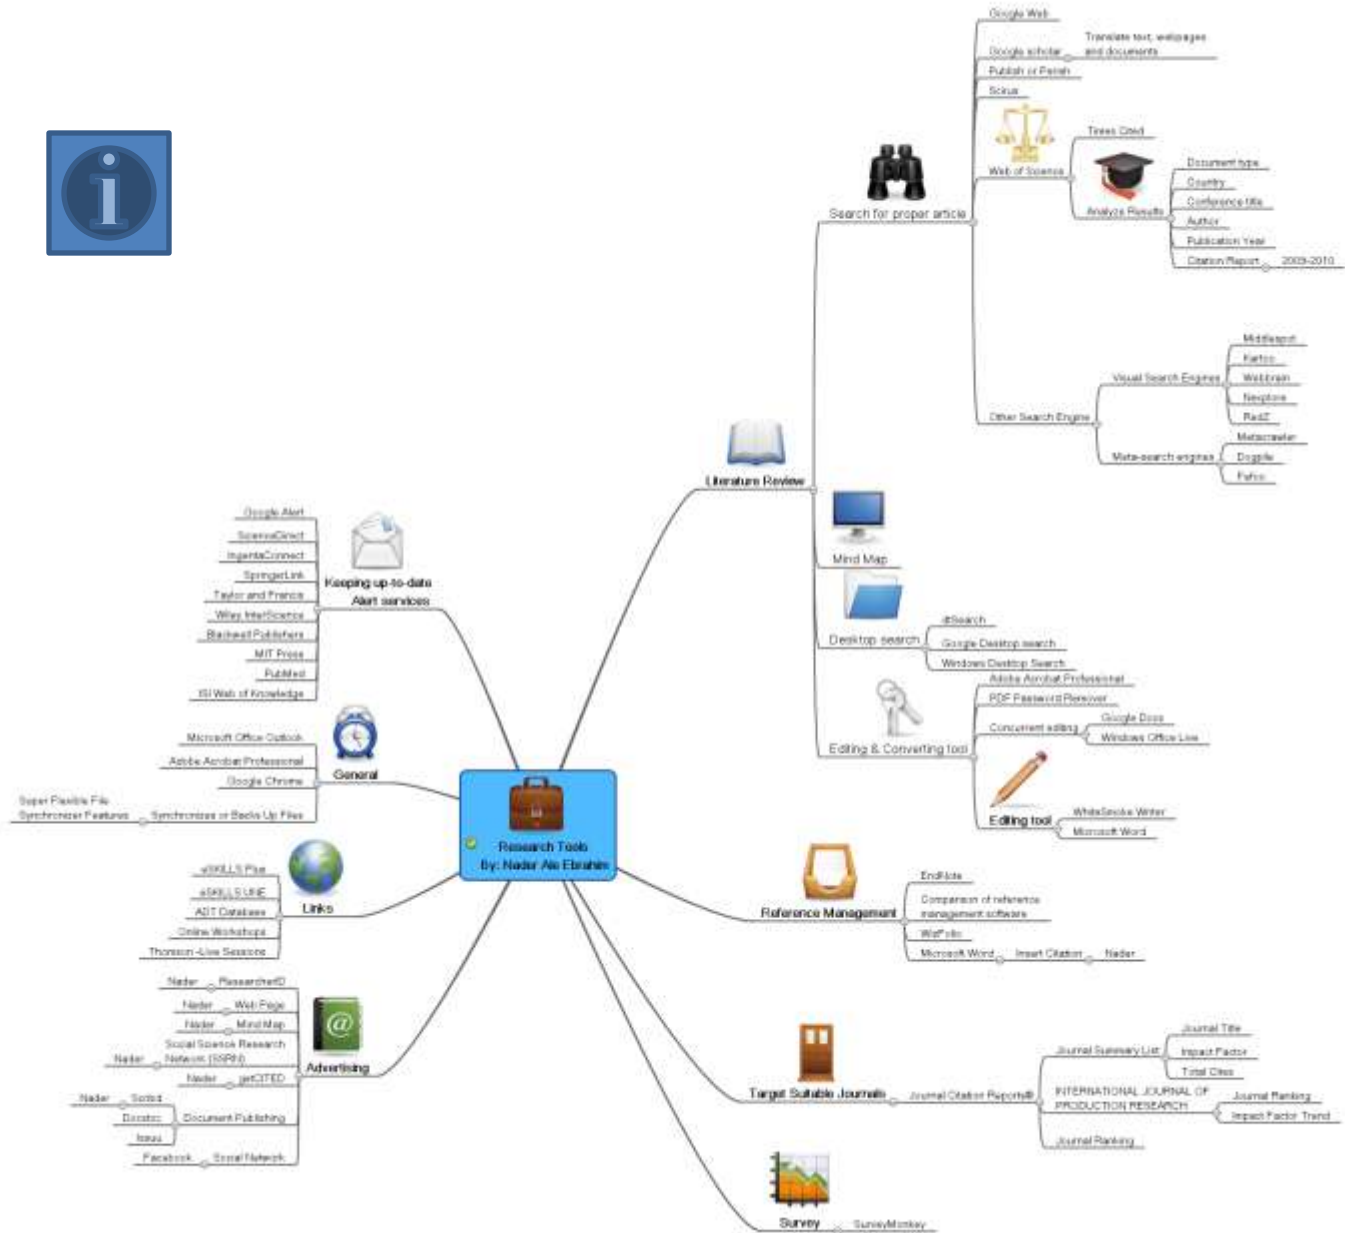 Google Web
Google scholar
Translate text, webpages
and documents
Publish or Perish
Scirus
Web of Science
Times Cited
Analyze Results
Document type
Country
Conference title
Author
Publication Year
Citation Report
2009-2010
Search for proper article
Other Search Engine
Visual Search Engines
Middlespot
Kartoo
Webbrain
Nexplore
RedZ
Meta-search engines
Metacrawler
Dogpile
Literature Review
Mind Map
Desktop search
dtSearch
Google Desktop search
Windows Desktop Search
Editing & Converting tool
Adobe Acrobat Professional
PDF Password Remover
Concurrent editing
Google Docs
Windows Office Live
Editing tool
WhiteSmoke Writer
Microsoft Word
Keeping up-to-date
Alert services
Google Alert
ScienceDirect
IngentaConnect
SpringerLink
Taylor and Francis
Wiley InterScience
Blackwell Publishers
MIT Press
PubMed
ISI Web of Knowledge
General
Microsoft Office Outlook
Adobe Acrobat Professional
Google Chrome
Synchronizes or Backs Up Files
Super Flexible File
Synchronizer Features
Research Tools
By: Nader Ale Ebrahim
Links
eSKILLS Plus
eSKILLS UNE
ADT Database
Online Workshops
Thomson -Live Sessions
Advertising
Nader
ResearcherID
Nader
Web Page
Nader
Mind Map
Social Science Research
Nader
Network (SSRN)
Nader
getCITED
Nader
Scribd
Docstoc
Issuu
Document Publishing
Facebook
Social Network
Reference Management
EndNote
Comparison of reference
management software
WizFolio
Microsoft Word
Insert Citation
Nader
Target Suitable Journals
Journal Citation Reports®
Journal Summary List
Journal Title
Impact Factor
Total Cites
INTERNATIONAL JOURNAL OF
PRODUCTION RESEARCH
Journal Ranking
Impact Factor Trend
Journal Ranking
Survey
SurveyMonkey